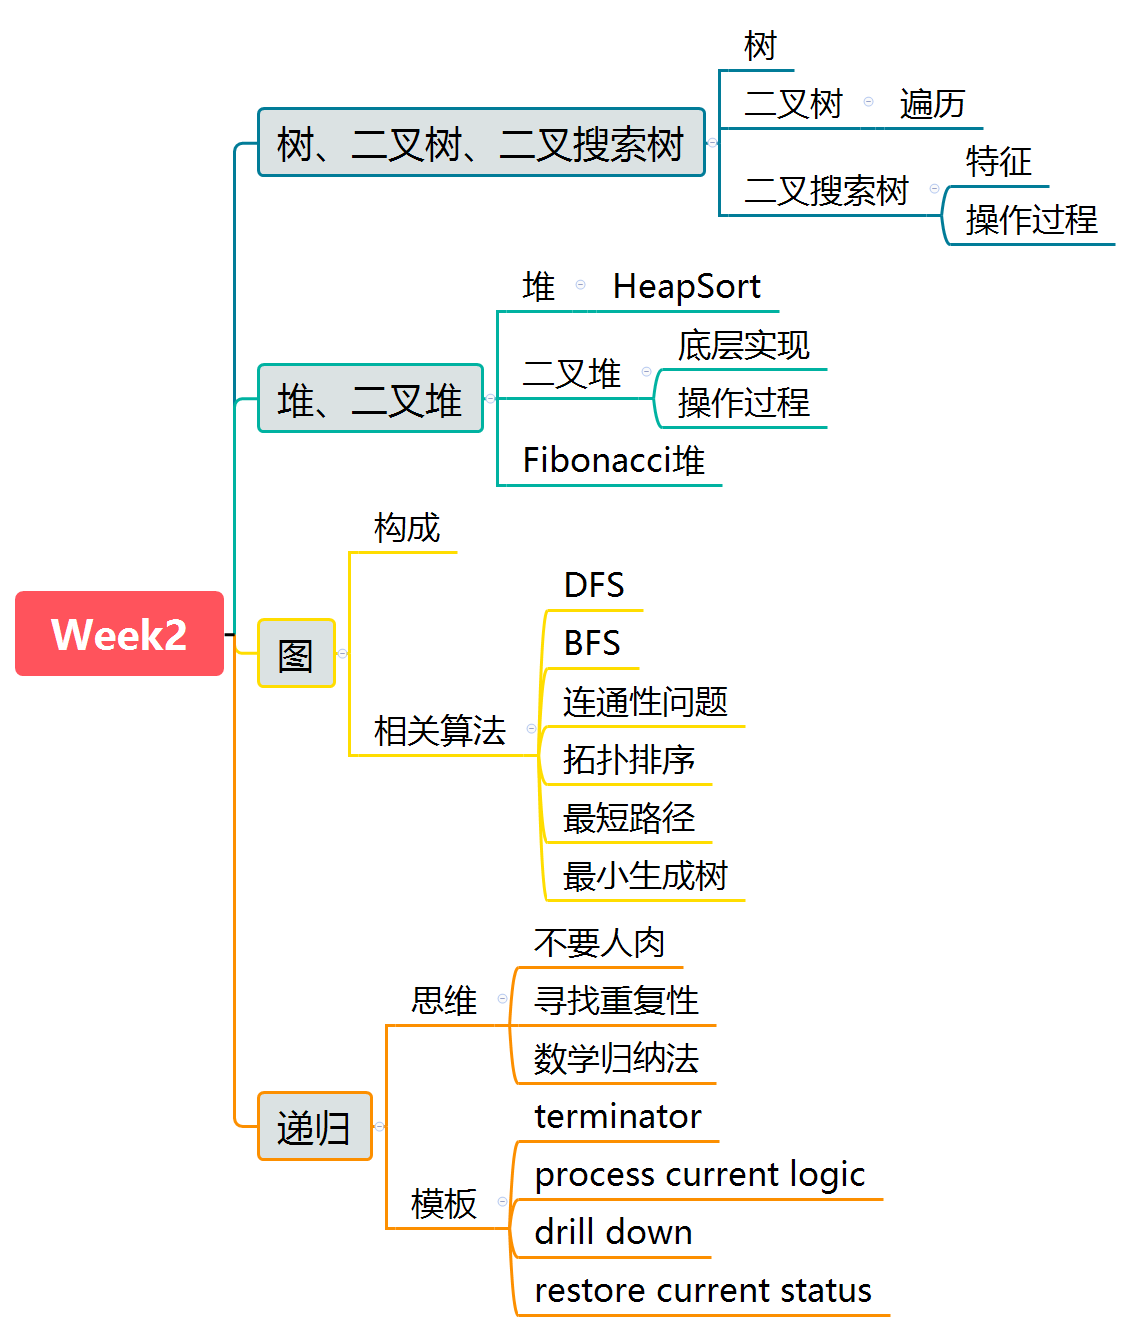 Week2
树、二叉树、二叉搜索树
树
二叉树
遍历
二叉搜索树
特征
操作过程
堆、二叉堆
堆
HeapSort
二叉堆
底层实现
操作过程
Fibonacci堆
图
构成
相关算法
DFS
BFS
连通性问题
拓扑排序
最短路径
最小生成树
递归
思维
不要人肉
寻找重复性
数学归纳法
模板
terminator
process current logic
drill down
restore current status